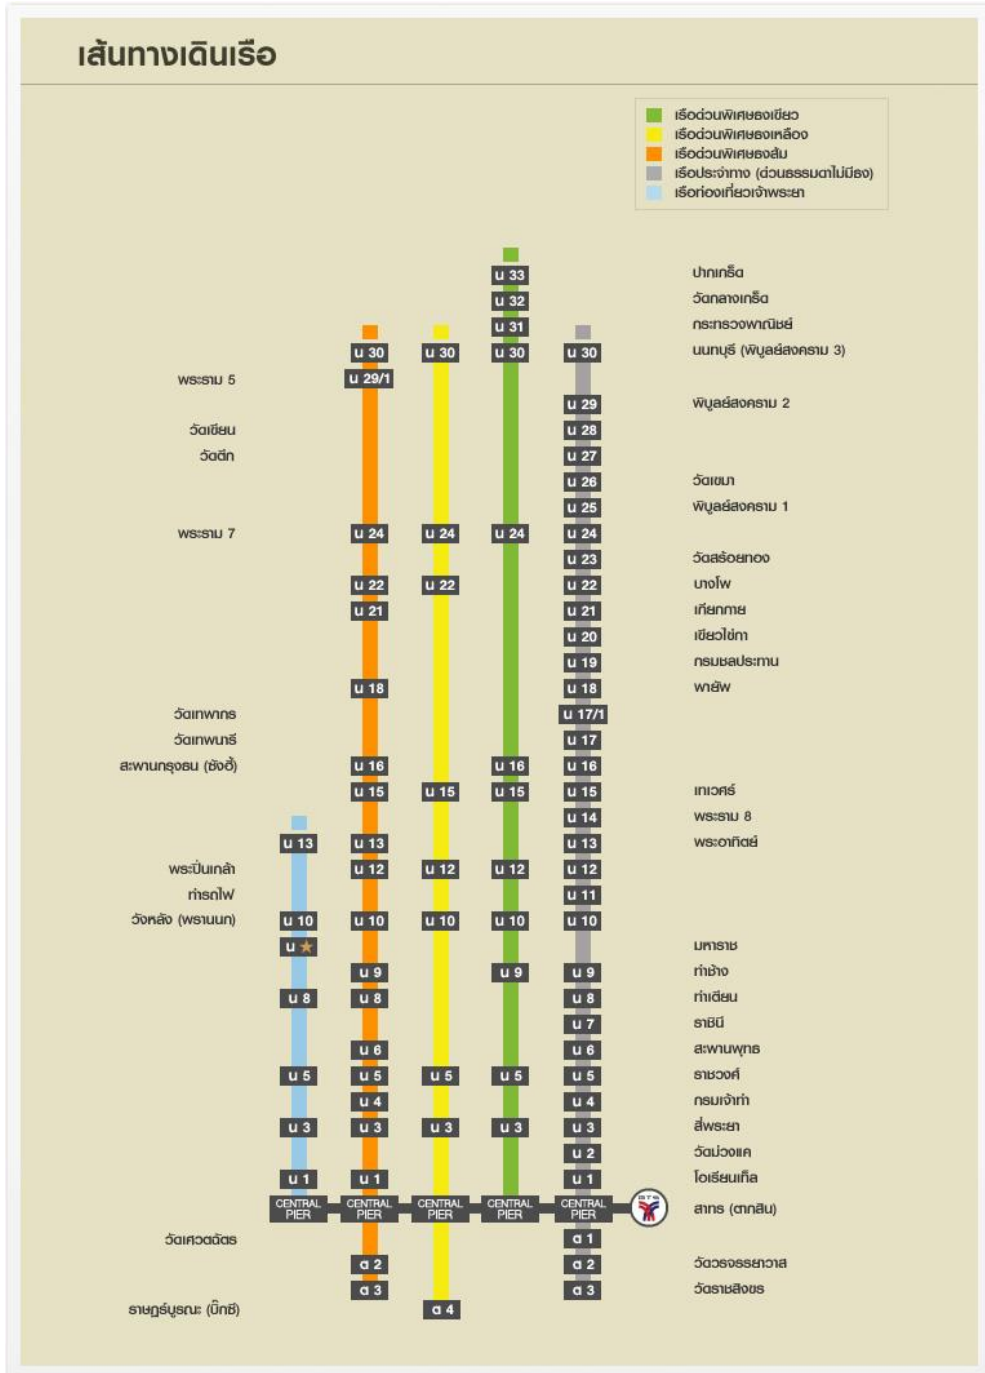 เส้นทางเดินเรือ
เรือด่วนพิเศษธงเขียว
เรือด่วนพิเศษธงเหลือง
เรือด่วนพิเศษธงส้ม
เรือประจำทาง (ด่วนธรรมดาไม่มีธง)
เรือท่องเที่ยวเจ้าพระยา
น 33 ปากเกร็ด
น 32 วัดกลางเกร็ด
น 31 กระทรวงพาณิชย์
น 30 น 30 น 30 น 30 นนทบุรี (พิบูลย์สงคราม 3)
พระราม 5 น 29/1
น 29 พิบูลย์สงคราม 2
วัดเขียน น 28
วัดตึก น 27
น 26 วัดเขมา
น 25 พิบูลย์สงคราม 1
พระราม 7 น 24 น 24 น 24 น 24
น 23 วัดสร้อยทอง
น 22 น 22 น 22 บางโพ
น 21 น 21 เกียกกาย
น 20 เขียวไข่กา
น 19 กรมชลประทาน
น 18 น 18 พายัพ
วัดเทพากร น 17/1
วัดเทพนารี น 17
สะพานกรุงธน (ซังฮี้) น 16 น 16 น 16
น 15 น 15 น 15 น 15 เทเวศร์
น 14 พระราม 8
น 13 น 13 น 13 พระอาทิตย์
พระปิ่นเกล้า น 12 น 12 น 12 น 12
ท่ารถไฟ น 11
วังหลัง (พรานนก) น 10 น 10 น 10 น 10 น 10
น ★ มหาราช
น 9 น 9 น 9 ท่าช้าง
น 8 น 8 น 8 ท่าเตียน
น 7 ราชินี
น 6 น 6 สะพานพุทธ
น 5 น 5 น 5 น 5 น 5 ราชวงศ์
น 4 น 4 กรมเจ้าท่า
น 3 น 3 น 3 น 3 น 3 สี่พระยา
น 2 วัดม่วงแค
น 1 น 1 น 1 โอเรียนเท็ล
CENTRAL PIER CENTRAL PIER CENTRAL PIER CENTRAL PIER CENTRAL PIER BTS สาทร (ตากสิน)
วัดเศวตฉัตร ต 1
ต 2 ต 2 วัดวรจรรยาวาส
ต 3 ต 3 วัดราชสิงขร
ราษฎร์บูรณะ (บิ๊กซี) ต 4